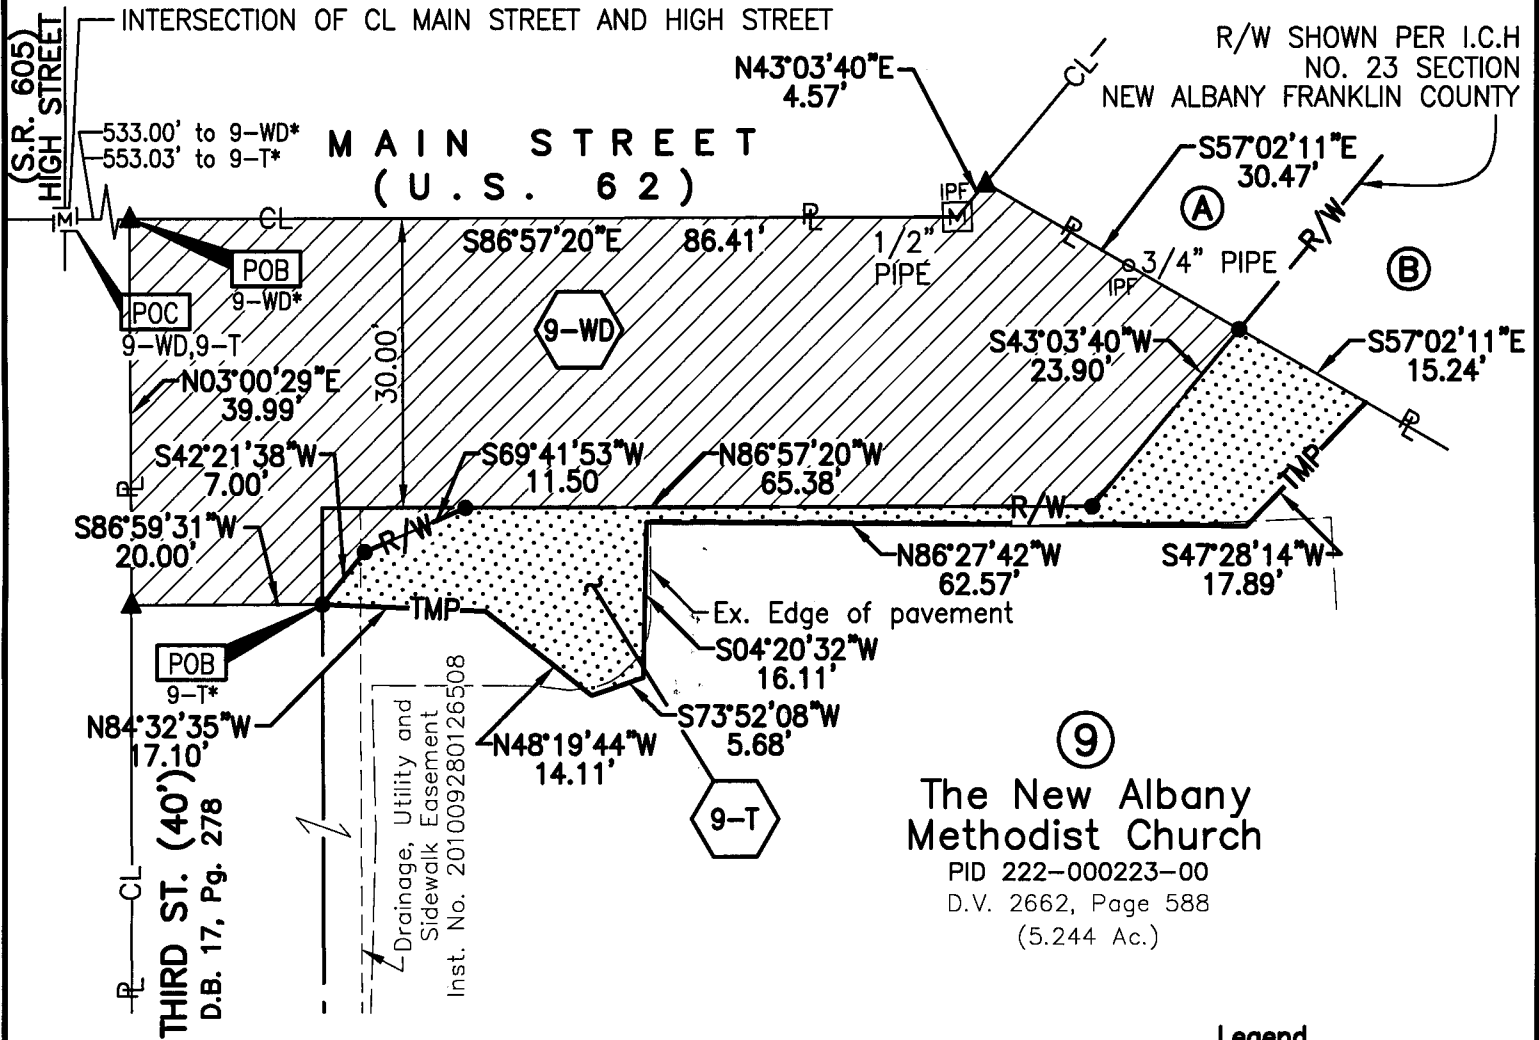 INTERSECTION OF CL MAIN STREET AND HIGH STREET
(S.R. 605)
HIGH STREET
R/W SHOWN PER I.C.H
NO. 23 SECTION
NEW ALBANY FRANKLIN COUNTY
N43°03'40"E
4.57'
CL
533.00' to 9-WD*
553.03' to 9-T*
MAIN STREET
(U.S. 62)
S57°02'11"E
30.47'
A
R/W
B
M
CL
PL
IPF
M
PL
S86°57'20"E 86.41'
1/2"
PIPE
3/4" PIPE
IPF
POB
9-WD*
POC
9-WD,9-T
9-WD
30.00'
N03°00'29"E
39.99'
S43°03'40"W
23.90'
S57°02'11"E
15.24'
PL
S42°21'38"W
7.00'
S69°41'53"W
11.50
N86°57'20"W
65.38'
PL
TMP
S86°59'31"W
20.00'
R/W
R/W
N86°27'42"W
62.57'
S47°28'14"W
17.89'
TMP
Ex. Edge of pavement
S04°20'32"W
16.11'
POB
9-T*
N84°32'35"W
17.10'
N48°19'44"W
14.11'
S73°52'08"W
5.68'
9-T
Drainage, Utility and
Sidewalk Easement
Inst. No. 201009280126508
CL
PL
THIRD ST. (40')
D.B. 17, Pg. 278
9
The New Albany
Methodist Church
PID 222-000223-00
D.V. 2662, Page 588
(5.244 Ac.)
Legend